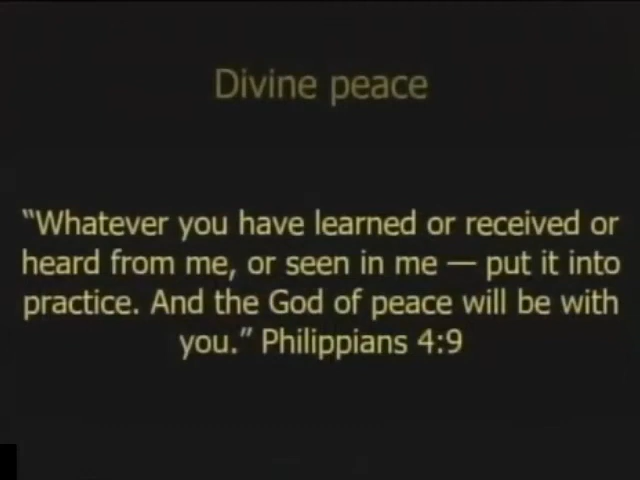 Divine peace
“Whatever you have learned or received or
heard from me, or seen in me — put it into
practice. And the God of peace will be with
you.” Philippians 4:9